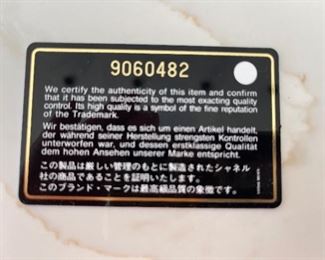 9060482
We certify the authenticity of this item and confirm
that it has been subjected to the most exacting quality
control. Its high quality is a symbol of the fine reputation
of the Trademark.
Wir bestätigen, dass es sich um einen Artikel handelt,
der während seiner Herstellung strengsten Kontrollen
unterworfen war, und dessen erstklassige Qualität
dem hohen Ansehen unserer Marke entspricht.
この製品は厳しい管理のもとに製造されたシャネル
社の商品であることを証明いたします。
このブランド・マークは最高級品質の象徴です。